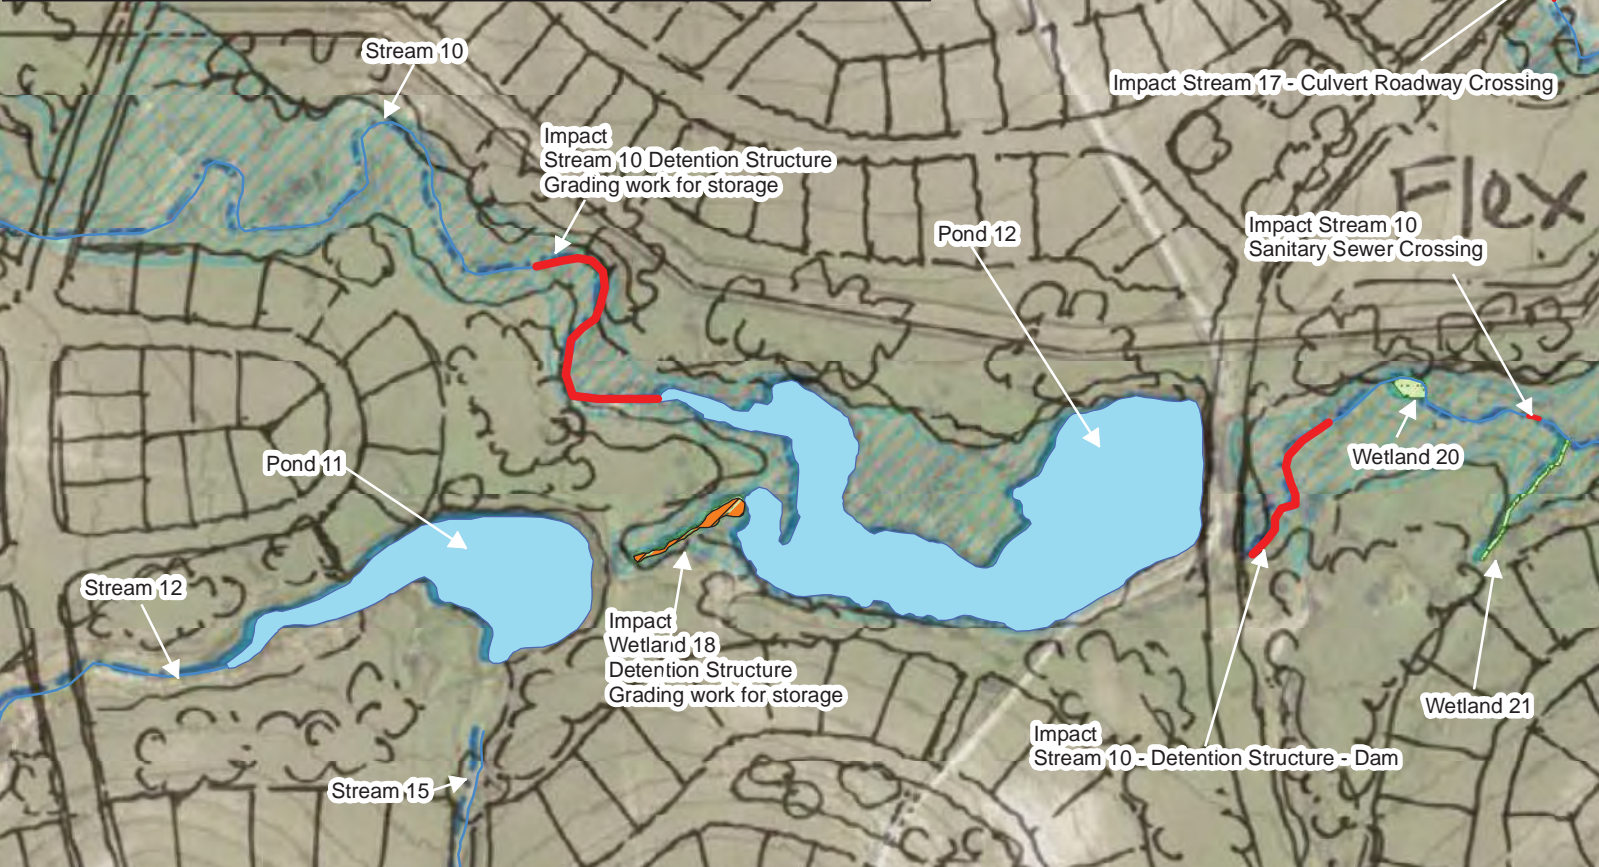 Stream 10
Impact Stream 17 - Culvert Roadway Crossing
Impact
Stream 10 Detention Structure
Grading work for storage
Flex
Pond 12
Impact Stream 10
Sanitary Sewer Crossing
Pond 11
Wetland 20
Stream 12
Impact
Wetland 18
Detention Structure
Grading work for storage
Wetland 21
Impact
Stream 10 - Detention Structure - Dam
Stream 15